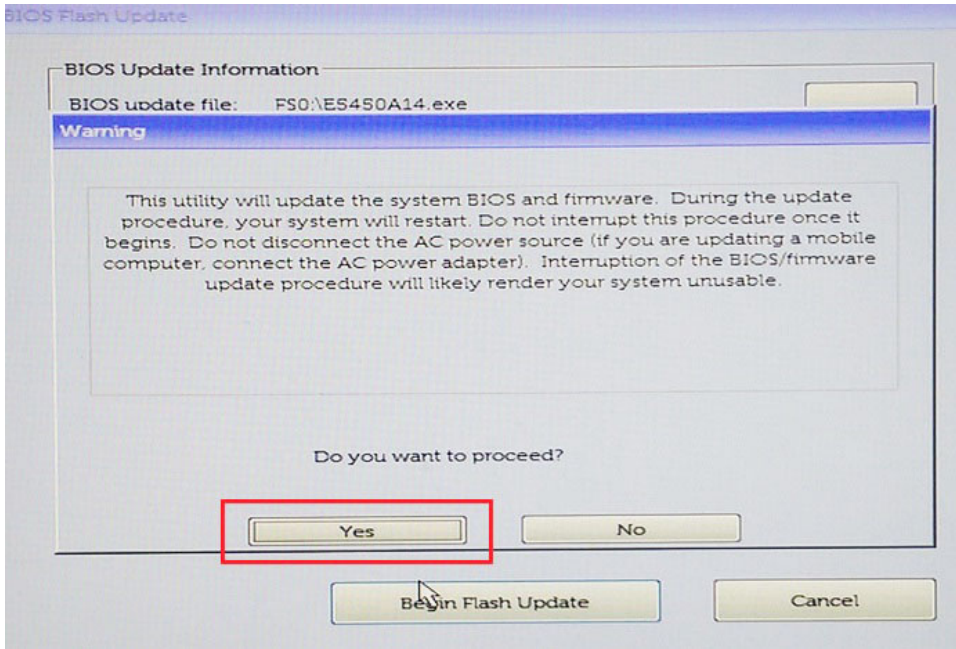 BIOS Flash Update
BIOS Update Information
BIOS update file: FS0:\E5450A14.exe
Warning
This utility will update the system BIOS and firmware. During the update
procedure, your system will restart. Do not interrupt this procedure once it
begins. Do not disconnect the AC power source (if you are updating a mobile
computer, connect the AC power adapter). Interruption of the BIOS/firmware
update procedure will likely render your system unusable.
Do you want to proceed?
Yes No
Begin Flash Update Cancel